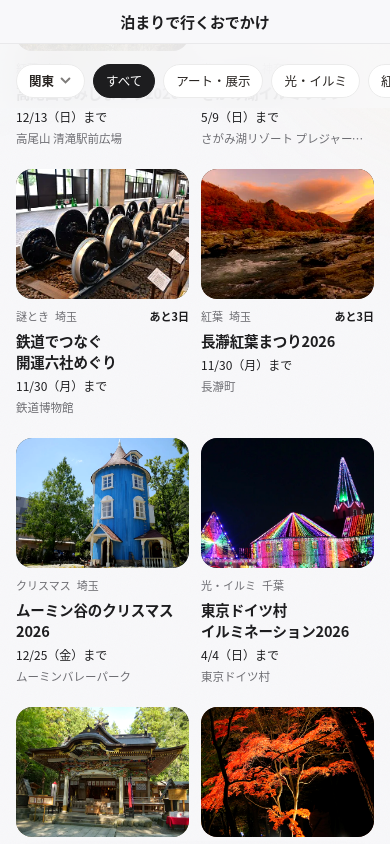 泊まりで行くおでかけ
関東
すべて
アート・展示
光・イルミ
12/13（日）まで
高尾山 清滝駅前広場
5/9（日）まで
さがみ湖リゾート プレジャー…
謎とき 埼玉
あと3日
鉄道でつなぐ
開運六社めぐり
11/30（月）まで
鉄道博物館
紅葉 埼玉
あと3日
長瀞紅葉まつり2026
11/30（月）まで
長瀞町
クリスマス 埼玉
ムーミン谷のクリスマス
2026
12/25（金）まで
ムーミンバレーパーク
光・イルミ 千葉
東京ドイツ村
イルミネーション2026
4/4（日）まで
東京ドイツ村